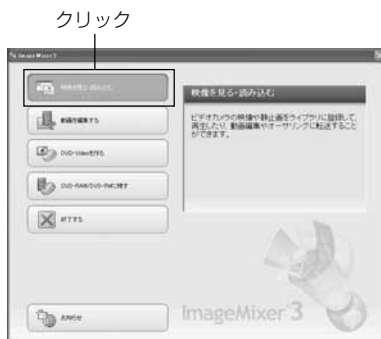 クリック
ImageMixer3
映像を見る・読み込む
映像を見る・読み込む
ビデオカメラの映像や静止画をライブラリに登録して、
再生したり、動画編集やオーサリングに転送すること
ができます。
動画を編集する
DVD-Videoを作る
DVD-RAM/DVD-RWに残す
終了する
お知らせ
ImageMixer 3